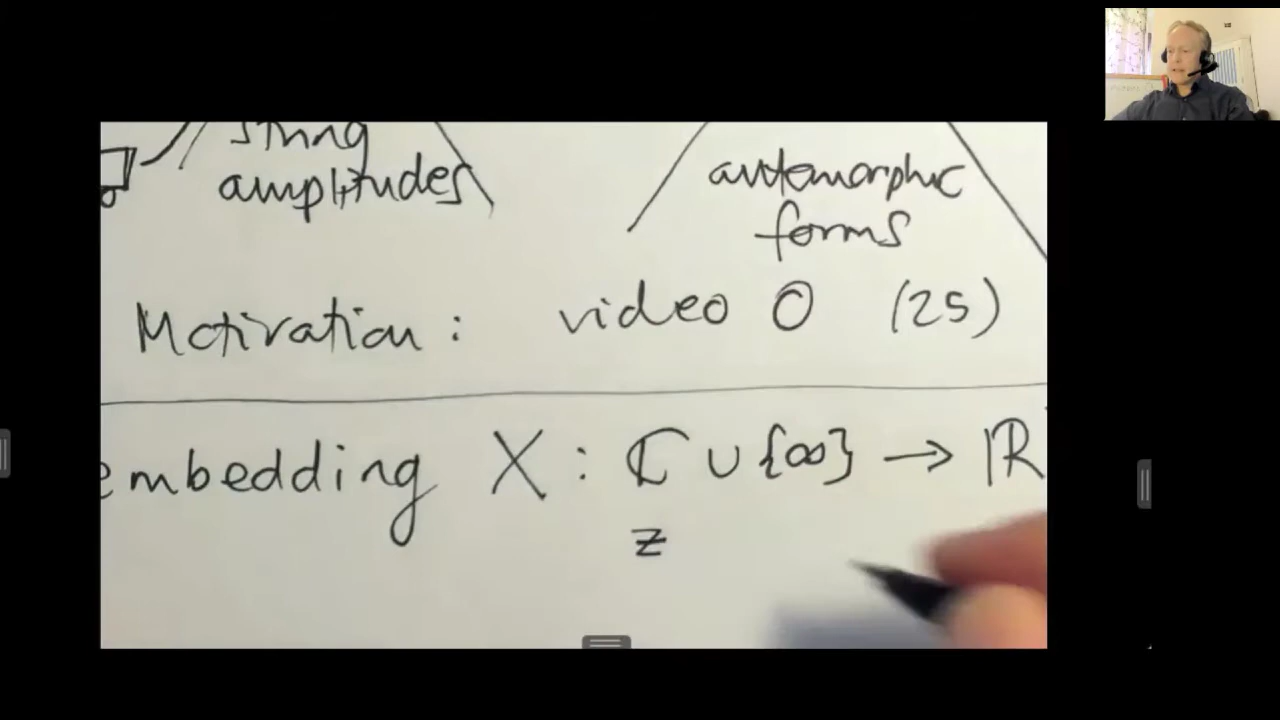 string
amplitudes
automorphic
forms
Motivation : video 0 (25)
embedding X : ℂ ∪ {∞} → ℝ
z